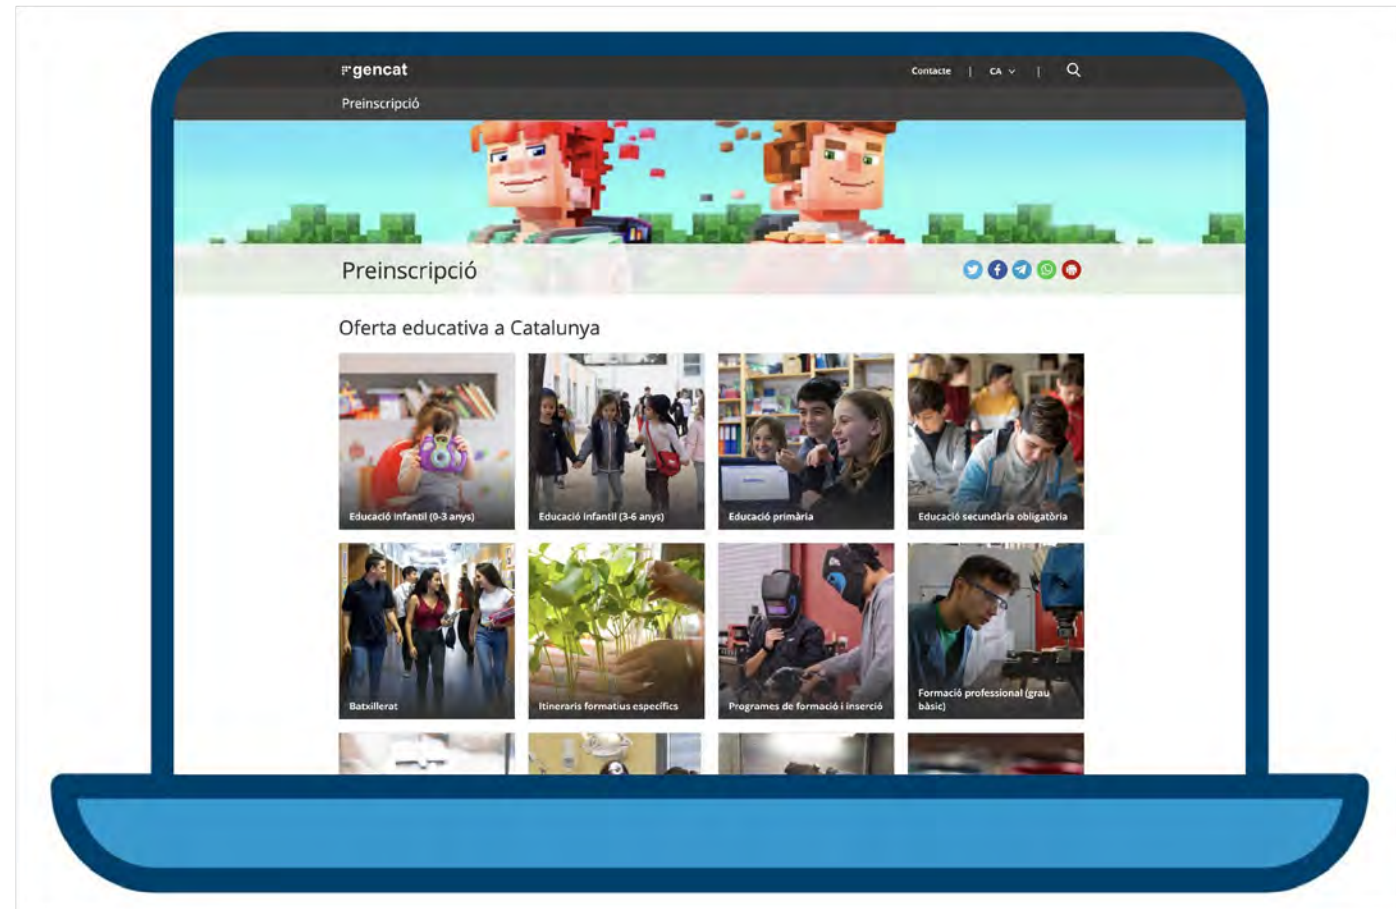 gencat
Contacte | CA |
Preinscripció
Preinscripció
Oferta educativa a Catalunya
Educació infantil (0-3 anys)
Educació infantil (3-6 anys)
Educació primària
Educació secundària obligatòria
Batxillerat
Itineraris formatius específics
Programes de formació i inserció
Formació professional (grau
bàsic)